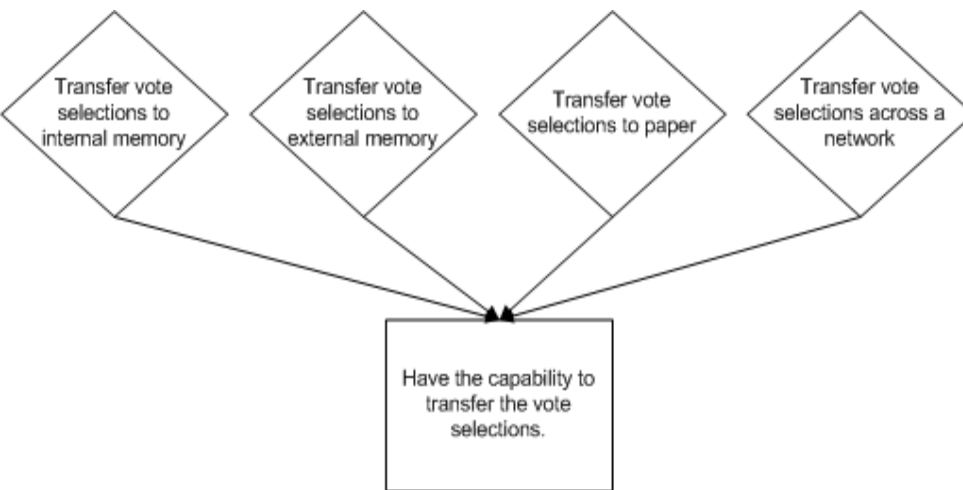 Transfer vote
selections to
internal memory
Transfer vote
selections to
external memory
Transfer vote
selections to paper
Transfer vote
selections across a
network
Have the capability to
transfer the vote
selections.